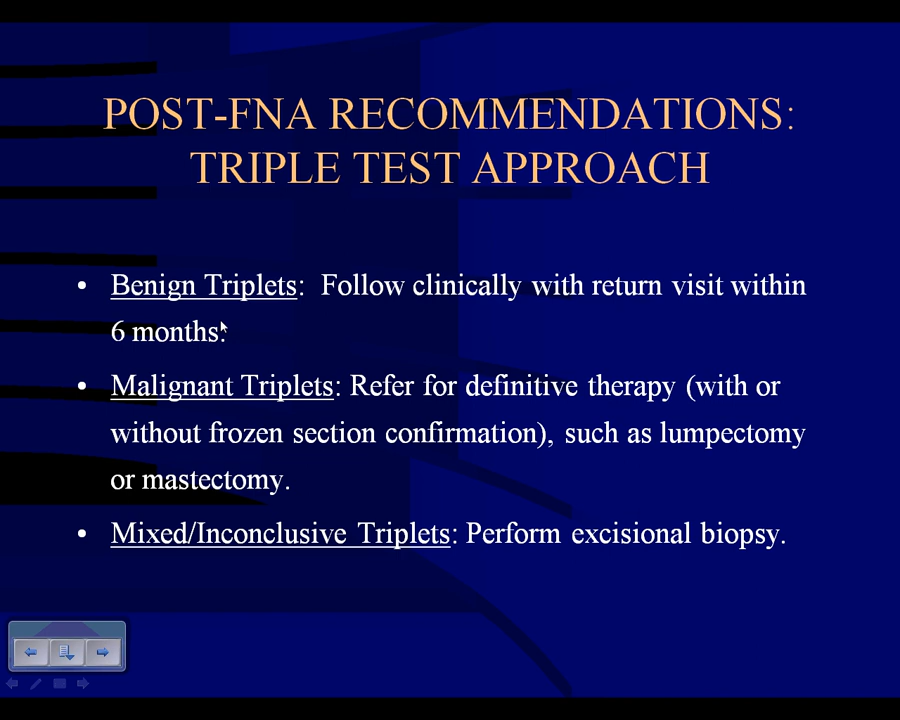 POST-FNA RECOMMENDATIONS:
TRIPLE TEST APPROACH
• Benign Triplets: Follow clinically with return visit within
6 months.
• Malignant Triplets: Refer for definitive therapy (with or
without frozen section confirmation), such as lumpectomy
or mastectomy.
• Mixed/Inconclusive Triplets: Perform excisional biopsy.